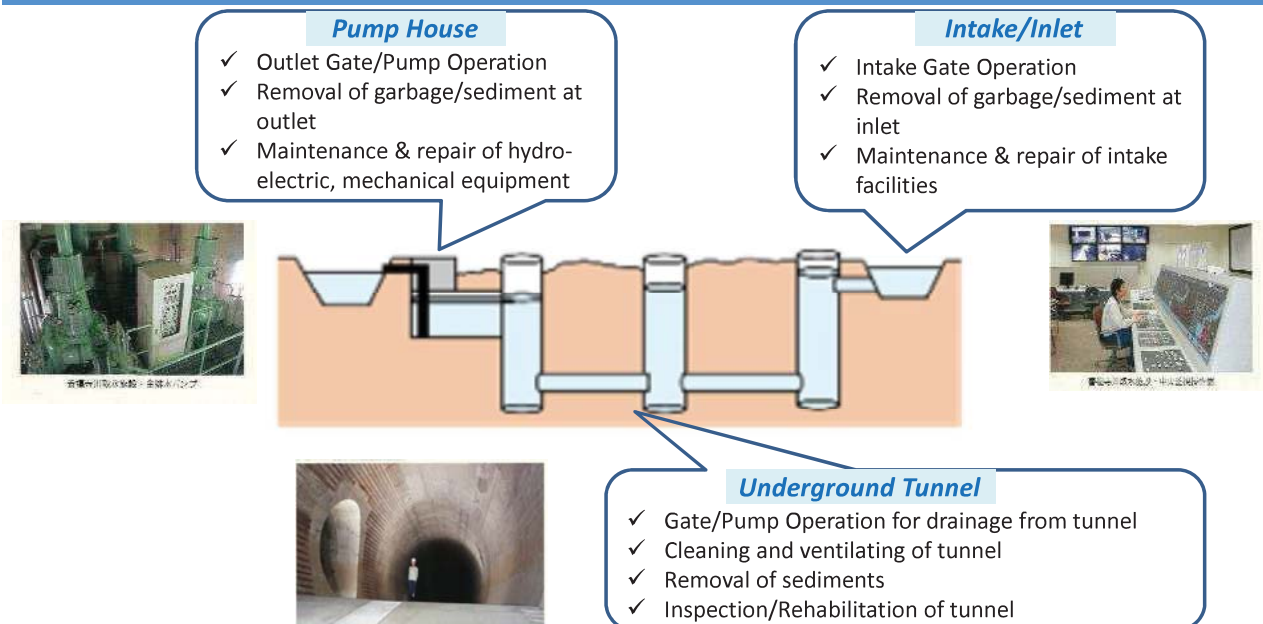 Pump House
✓ Outlet Gate/Pump Operation
✓ Removal of garbage/sediment at
outlet
✓ Maintenance & repair of hydro-
electric, mechanical equipment
Intake/Inlet
✓ Intake Gate Operation
✓ Removal of garbage/sediment at
inlet
✓ Maintenance & repair of intake
facilities
Underground Tunnel
✓ Gate/Pump Operation for drainage from tunnel
✓ Cleaning and ventilating of tunnel
✓ Removal of sediments
✓ Inspection/Rehabilitation of tunnel